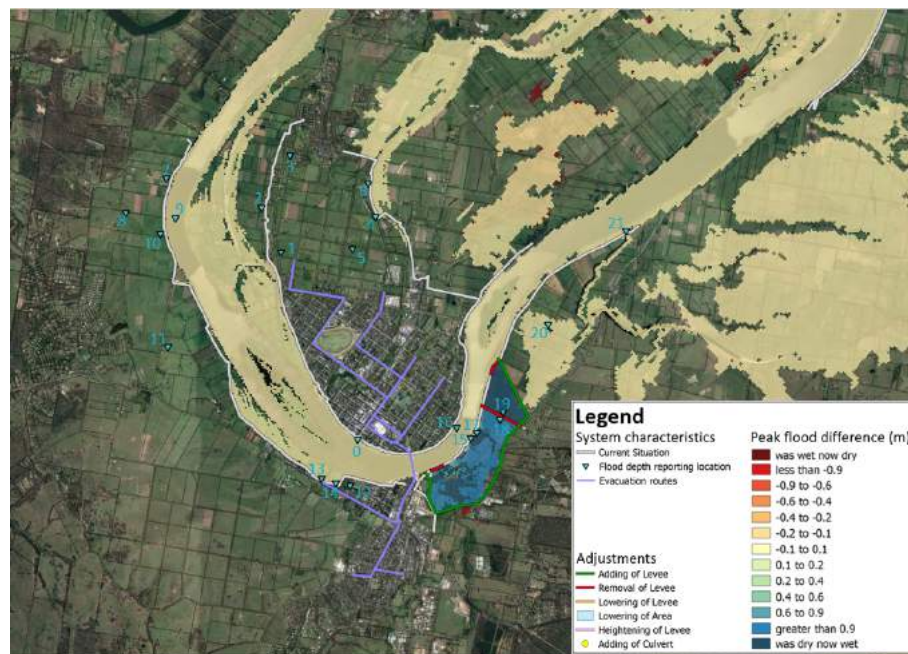 3
2
3
7
9
4
8
10
1
5
21
20
11
19
0
13
Legend
System characteristics
Current Situation
Flood depth reporting location
Evacuation routes
Adjustments
Adding of Levee
Removal of Levee
Lowering of Levee
Lowering of Area
Heightening of Levee
Adding of Culvert
Peak flood difference (m)
was wet now dry
less than -0.9
-0.9 to -0.6
-0.6 to -0.4
-0.4 to -0.2
-0.2 to -0.1
-0.1 to 0.1
0.1 to 0.2
0.2 to 0.4
0.4 to 0.6
0.6 to 0.9
greater than 0.9
was dry now wet